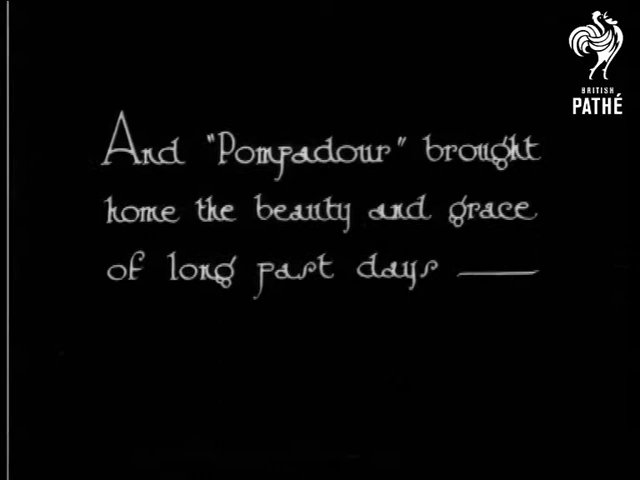 BRITISH
PATHÉ
And "Pompadour" brought
home the beauty and grace
of long past days —